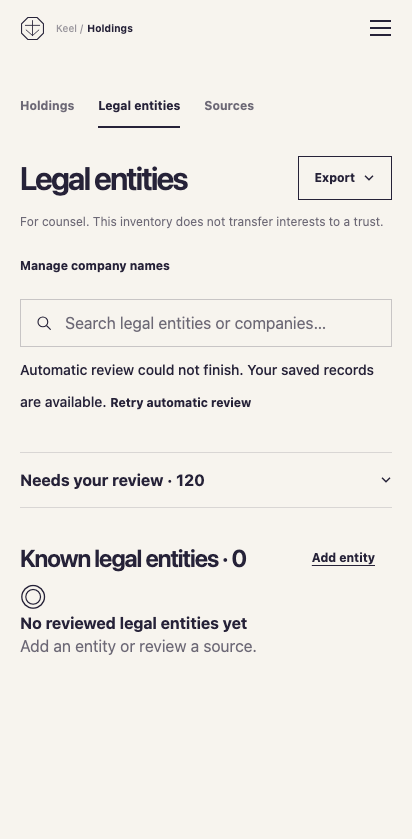 Keel / Holdings
Holdings Legal entities Sources
Legal entities
Export
For counsel. This inventory does not transfer interests to a trust.
Manage company names
Search legal entities or companies...
Automatic review could not finish. Your saved records
are available. Retry automatic review
Needs your review · 120
Known legal entities · 0
Add entity
No reviewed legal entities yet
Add an entity or review a source.